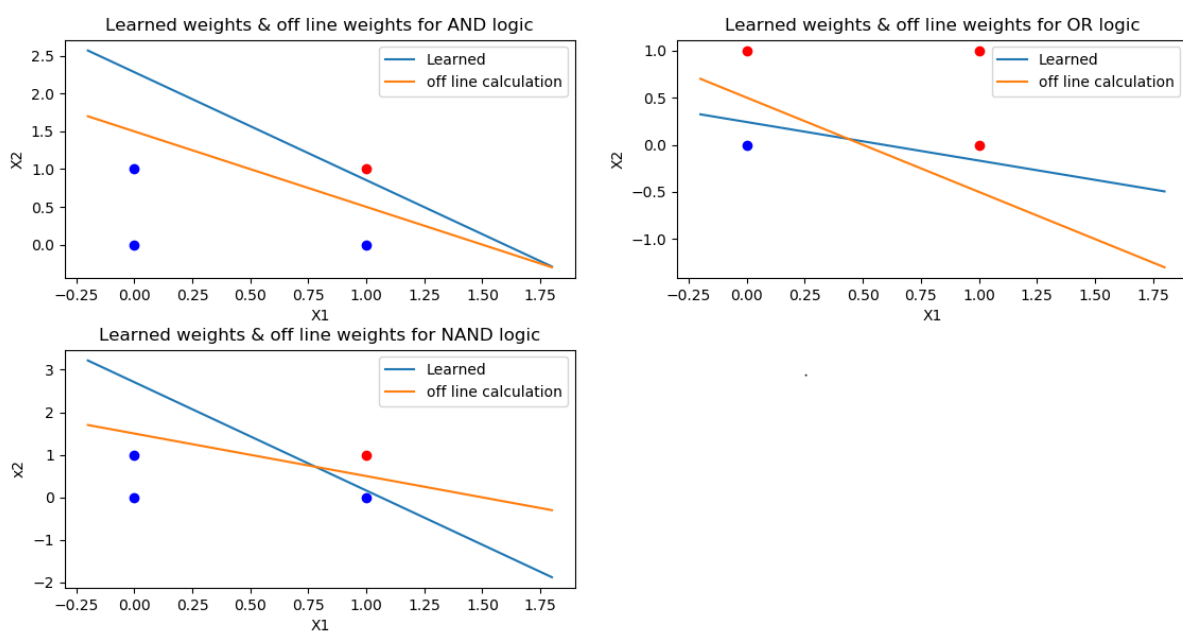 Learned weights & off line weights for AND logic
2.5
2.0
1.5
1.0
0.5
0.0
X2
Learned
off line calculation
−0.25 0.00 0.25 0.50 0.75 1.00 1.25 1.50 1.75
X1
Learned weights & off line weights for OR logic
1.0
0.5
0.0
−0.5
−1.0
X2
Learned
off line calculation
−0.25 0.00 0.25 0.50 0.75 1.00 1.25 1.50 1.75
X1
Learned weights & off line weights for NAND logic
3
2
1
0
−1
−2
x2
Learned
off line calculation
−0.25 0.00 0.25 0.50 0.75 1.00 1.25 1.50 1.75
X1